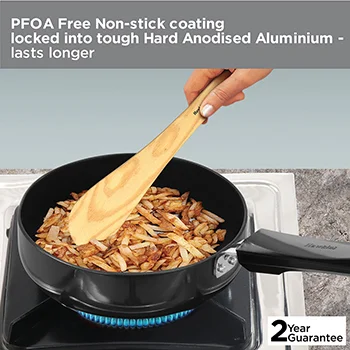 PFOA Free Non-stick coating
locked into tough Hard Anodised Aluminium -
lasts longer
2 Year
Guarantee